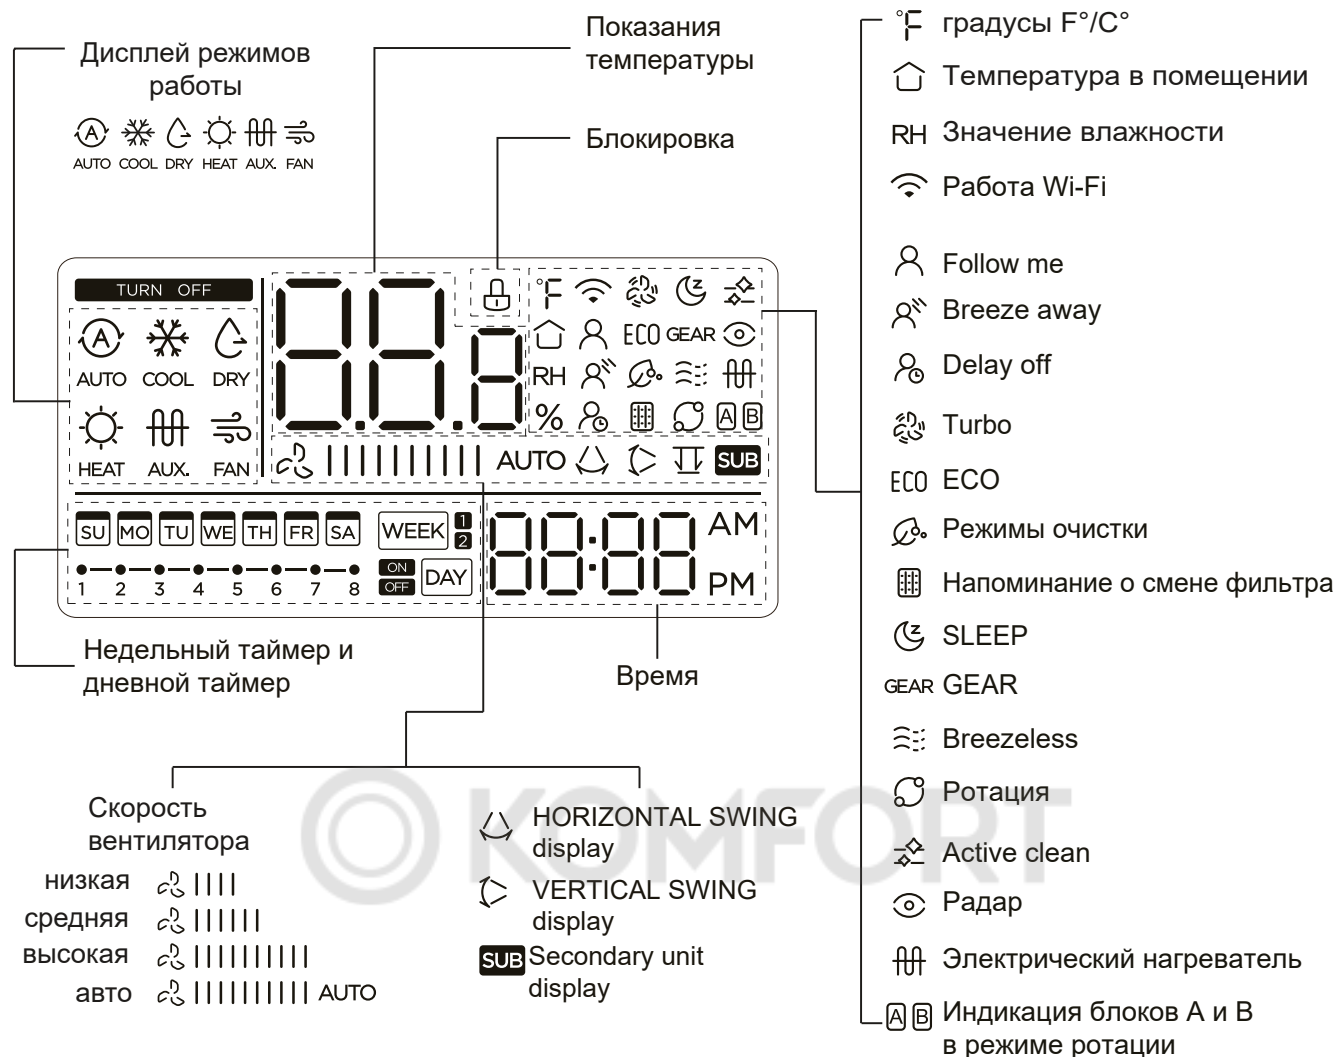 Дисплей режимов
работы
AUTO COOL DRY HEAT AUX. FAN
Показания
температуры
Блокировка
TURN OFF
AUTO COOL DRY
HEAT AUX. FAN
88.8
°F
ECO GEAR
RH
%
A B
AUTO SUB
SU MO TU WE TH FR SA WEEK 1 2
1 2 3 4 5 6 7 8 ON OFF DAY
88:88 AM PM
Недельный таймер и
дневной таймер
Время
Скорость
вентилятора
низкая
средняя
высокая
авто AUTO
HORIZONTAL SWING
display
VERTICAL SWING
display
SUB Secondary unit
display
°F градусы F°/C°
Температура в помещении
RH Значение влажности
Работа Wi-Fi
Follow me
Breeze away
Delay off
Turbo
ECO ECO
Режимы очистки
Напоминание о смене фильтра
SLEEP
GEAR GEAR
Breezeless
Ротация
Active clean
Радар
Электрический нагреватель
A B Индикация блоков А и В
в режиме ротации
KOMFORT